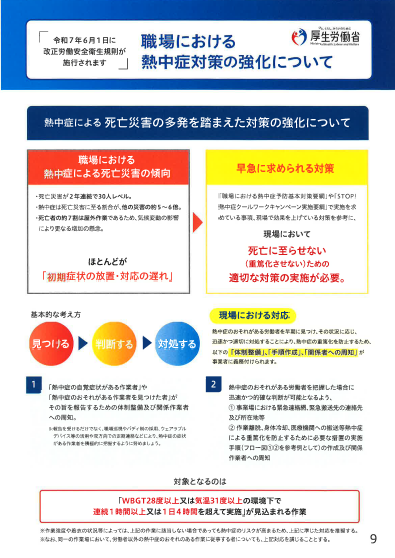 令和7年6月1日に
改正労働安全衛生規則が
施行されます
職場における
熱中症対策の強化について
厚生労働省
熱中症による 死亡災害の多発を踏まえた対策の強化について
職場における
熱中症による死亡災害の傾向
・死亡災害が2年連続で30人レベル。
・熱中症は死亡災害に至る割合が、他の災害の約5～6倍。
・死亡者の約7割は屋外作業であるため、気候変動の影響
により更なる増加の懸念。
ほとんどが
「初期症状の放置・対応の遅れ」
早急に求められる対策
「職場における熱中症予防基本対策要綱」や「STOP!
熱中症クールワークキャンペーン実施要綱」で実施を求
めている事項、現場で効果を上げている対策を参考に、
現場において
死亡に至らせない
(重篤化させない)ための
適切な対策の実施が必要。
基本的な考え方
見つける
判断する
対処する
現場における対応
熱中症のおそれがある労働者を早期に見つけ、その状況に応じ、
迅速かつ適切に対処することにより、熱中症の重篤化を防止するため、
以下の「体制整備」、「手順作成」、「関係者への周知」が
事業者に義務付けられます。
1
「熱中症の自覚症状がある作業者」や
「熱中症のおそれがある作業者を見つけた者」が
その旨を報告するための体制整備及び関係作業者
への周知。
※報告を受けるだけでなく、職場巡視やバディ制の採用、ウェアラブル
デバイス等の活用や双方向での定期連絡などにより、熱中症の症状
がある作業者を積極的に把握するように努めましょう。
2
熱中症のおそれがある労働者を把握した場合に
迅速かつ的確な判断が可能となるよう、
① 事業場における緊急連絡網、緊急搬送先の連絡先
及び所在地等
② 作業離脱、身体冷却、医療機関への搬送等熱中症
による重篤化を防止するために必要な措置の実施
手順(フロー図①②を参考例として)の作成及び関係
作業者への周知
対象となるのは
「WBGT28度以上又は気温31度以上の環境下で
連続1時間以上又は1日4時間を超えて実施」が見込まれる作業
※作業強度や着衣の状況等によっては、上記の作業に該当しない場合であっても熱中症のリスクが高まるため、上記に準じた対応を推奨する。
※なお、同一の作業場において、労働者以外の熱中症のおそれのある作業に従事する者についても、上記対応を講じることとする。
9